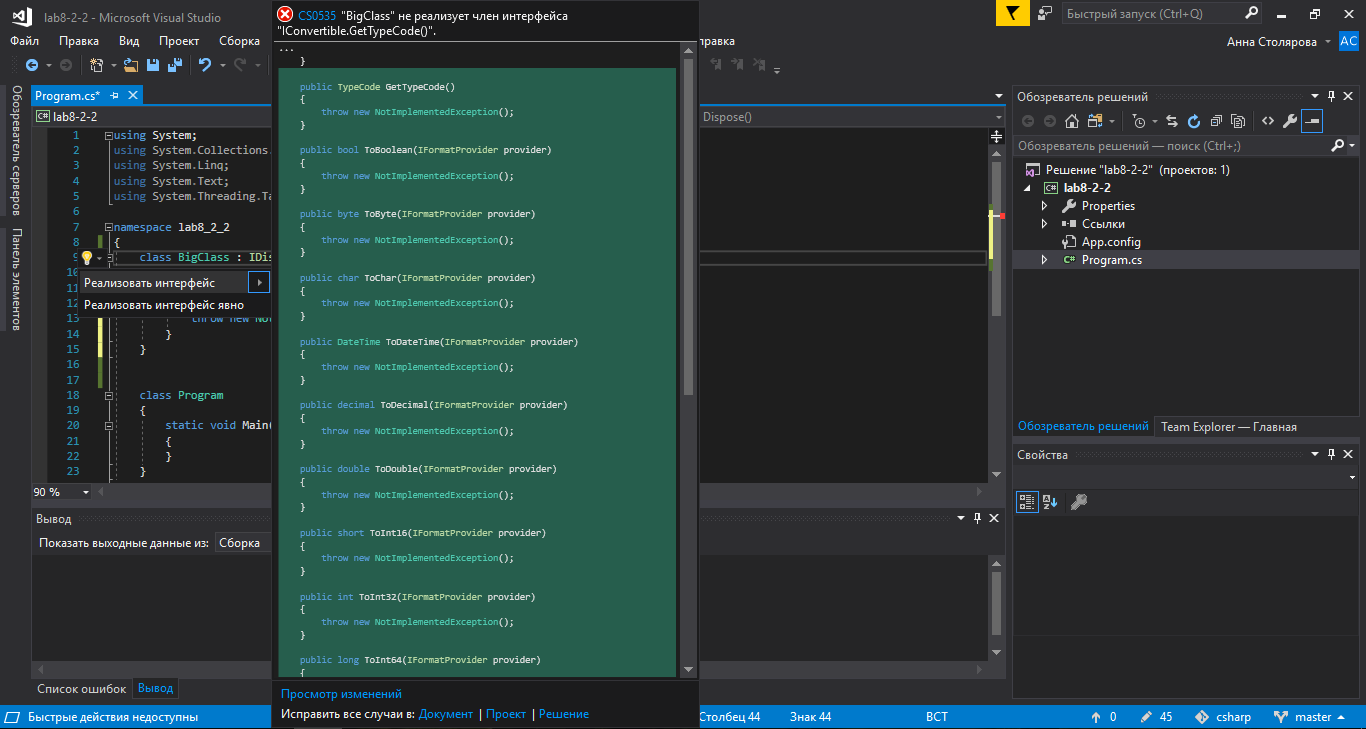 lab8-2-2 - Microsoft Visual Studio
Быстрый запуск (Ctrl+Q)
Файл Правка Вид Проект Сборка
правка
Анна Столярова
АС
CS0535 "BigClass" не реализует член интерфейса
"IConvertible.GetTypeCode()".
...
}
public TypeCode GetTypeCode()
{
throw new NotImplementedException();
}
public bool ToBoolean(IFormatProvider provider)
{
throw new NotImplementedException();
}
public byte ToByte(IFormatProvider provider)
{
throw new NotImplementedException();
}
public char ToChar(IFormatProvider provider)
{
throw new NotImplementedException();
}
public DateTime ToDateTime(IFormatProvider provider)
{
throw new NotImplementedException();
}
public decimal ToDecimal(IFormatProvider provider)
{
throw new NotImplementedException();
}
public double ToDouble(IFormatProvider provider)
{
throw new NotImplementedException();
}
public short ToInt16(IFormatProvider provider)
{
throw new NotImplementedException();
}
public int ToInt32(IFormatProvider provider)
{
throw new NotImplementedException();
}
public long ToInt64(IFormatProvider provider)
{
Просмотр изменений
Исправить все случаи в: Документ | Проект | Решение
Обозреватель серверов
Панель элементов
Program.cs*
C# lab8-2-2
Dispose()
1 using System;
2 using System.Collections.
3 using System.Linq;
4 using System.Text;
5 using System.Threading.Ta
6
7 namespace lab8_2_2
8 {
9 class BigClass : IDis
10
Реализовать интерфейс
11
Реализовать интерфейс явно
12
13 throw new Not
14 }
15 }
16
17
18 class Program
19 {
20 static void Main(
21 {
22 }
23 }
90 %
Вывод
Показать выходные данные из: Сборка
Список ошибок Вывод
Обозреватель решений
Обозреватель решений — поиск (Ctrl+;)
Решение "lab8-2-2" (проектов: 1)
C# lab8-2-2
Properties
Ссылки
App.config
C# Program.cs
Обозреватель решений Team Explorer — Главная
Свойства
Быстрые действия недоступны
Столбец 44 Знак 44 ВСТ 0 45 csharp master